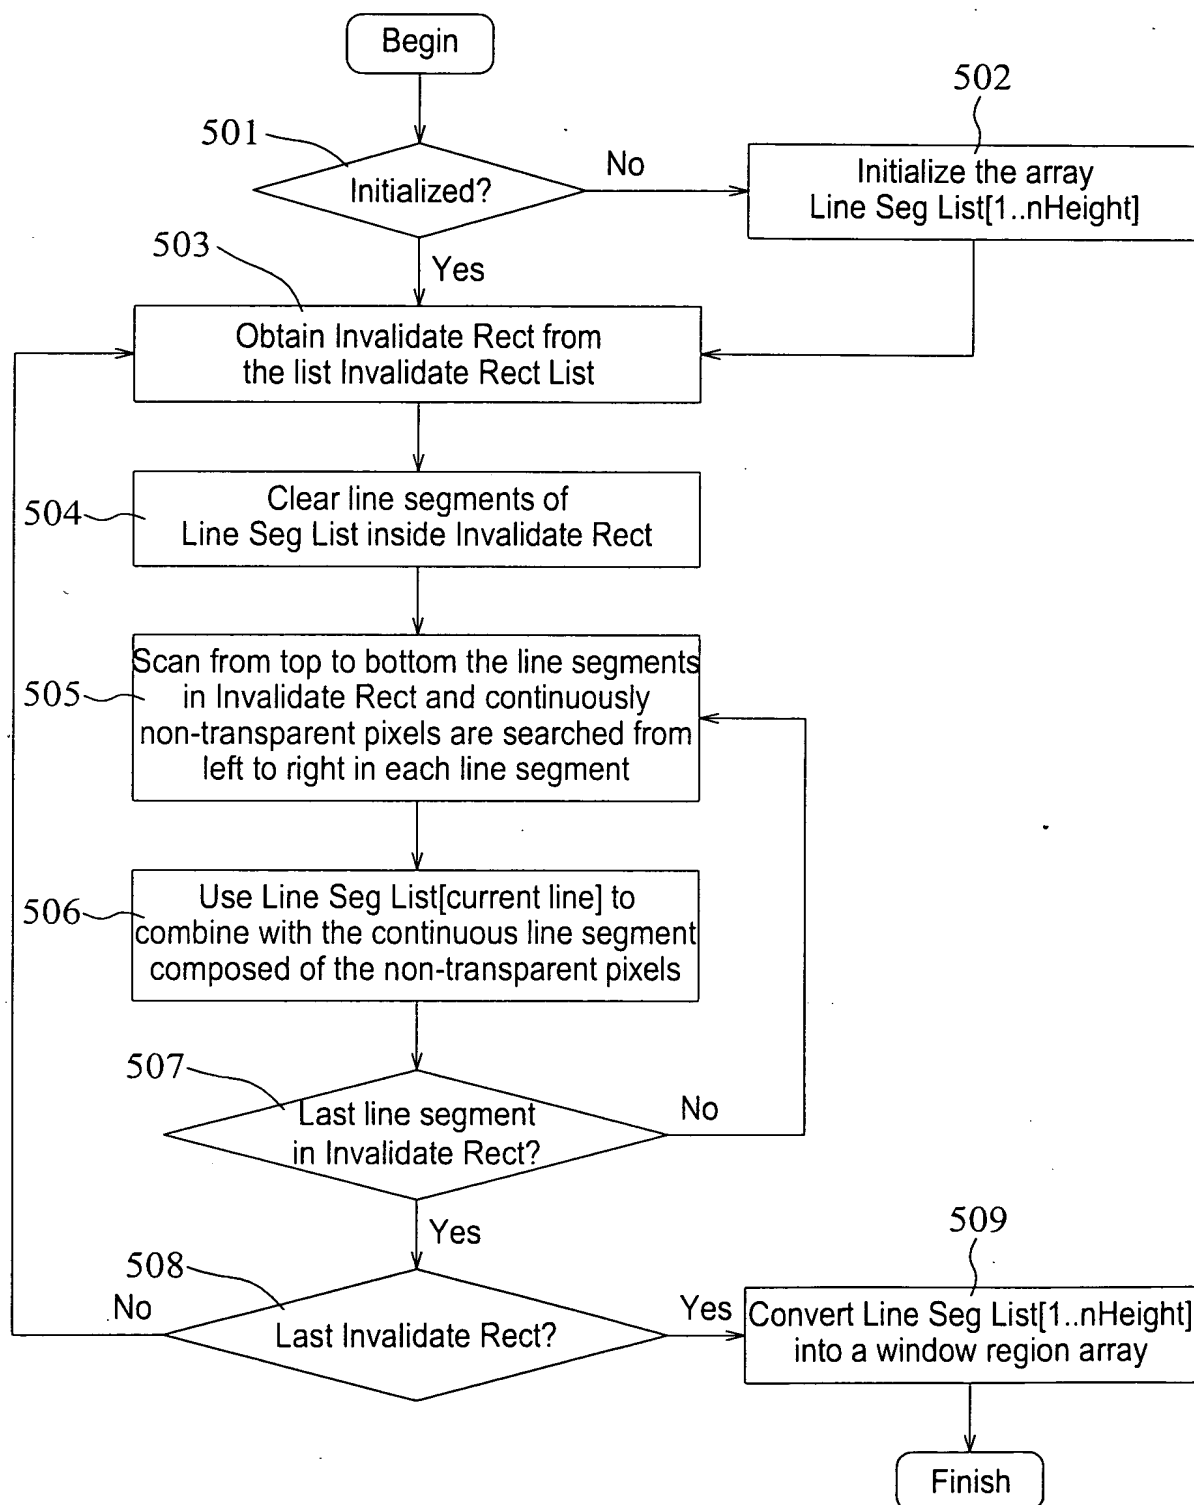 Begin
502
501
No
Initialize the array
Line Seg List[1..nHeight]
Initialized?
503
Yes
Obtain Invalidate Rect from
the list Invalidate Rect List
504
Clear line segments of
Line Seg List inside Invalidate Rect
505
Scan from top to bottom the line segments
in Invalidate Rect and continuously
non-transparent pixels are searched from
left to right in each line segment
506
Use Line Seg List[current line] to
combine with the continuous line segment
composed of the non-transparent pixels
507
Last line segment
in Invalidate Rect?
No
Yes
509
508
No
Last Invalidate Rect?
Yes
Convert Line Seg List[1..nHeight]
into a window region array
Finish